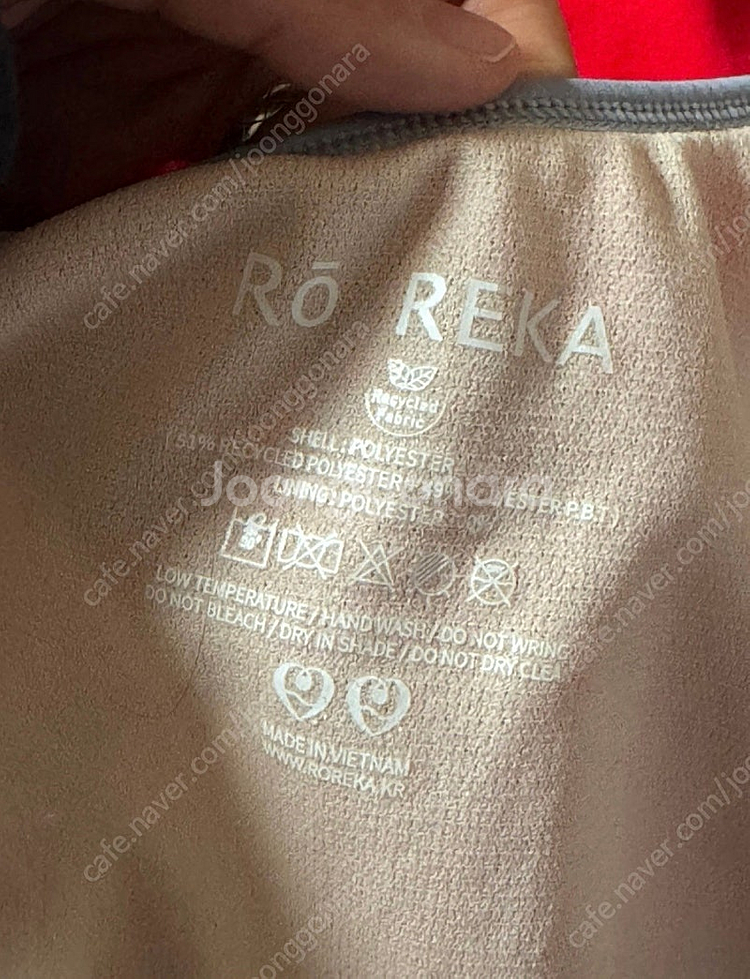 Rō REKA
Recycled
Fabric
SHELL: POLYESTER
(51% RECYCLED POLYESTER
LINING: POLYESTER
LOW TEMPERATURE / HAND WASH / DO NOT WRING
DO NOT BLEACH / DRY IN SHADE / DO NOT DRY CLEA
MADE IN VIETNAM
WWW.ROREKA.KR
Joonggonara
cafe.naver.com/joonggonara